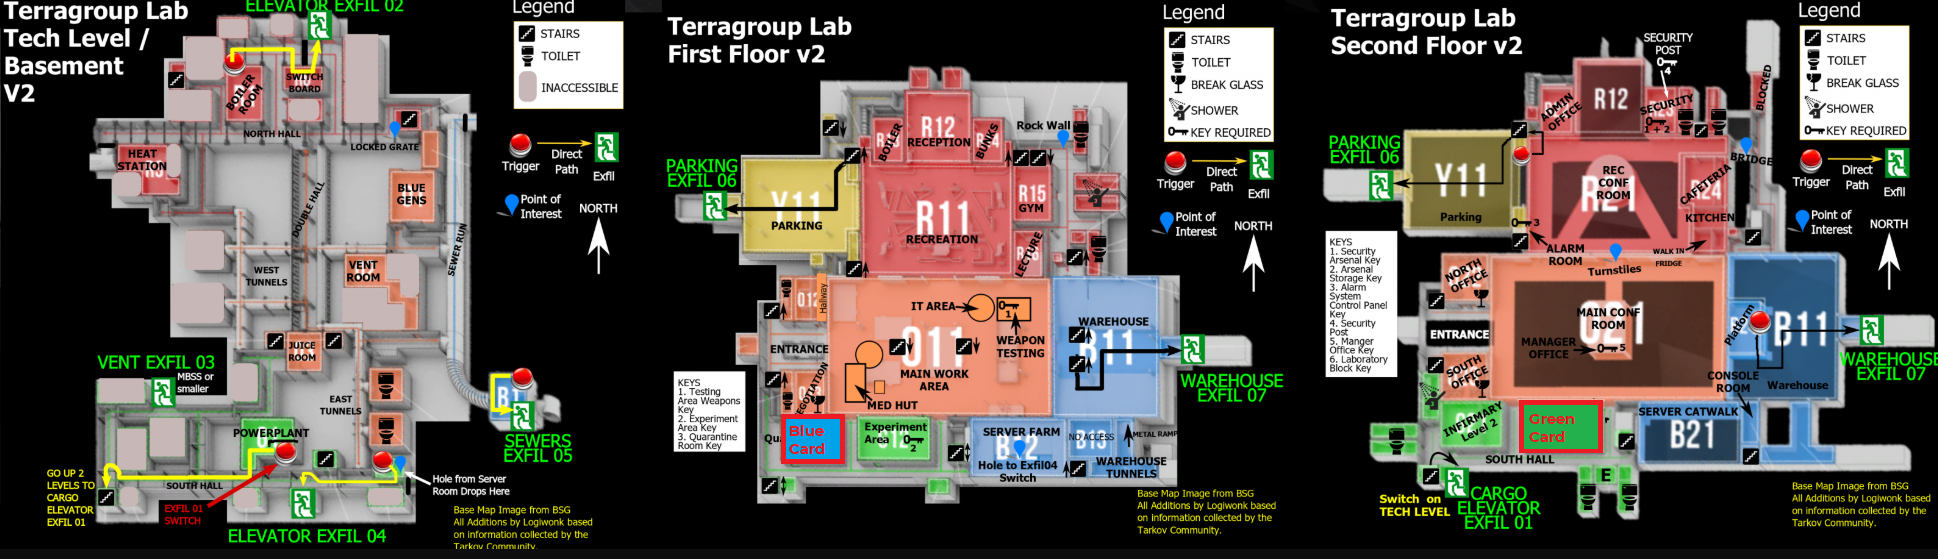 Terragroup Lab
Tech Level /
Basement
V2
ELEVATOR EXFIL 02
Legend
STAIRS
TOILET
INACCESSIBLE
Trigger
Direct
Path
Exfil
Point of
Interest
NORTH
BOILER
ROOM
SWITCH
BOARD
NORTH HALL
LOCKED GRATE
HEAT
STATION
BLUE
GENS
DOUBLE HALL
SEWER RUN
WEST
TUNNELS
VENT
ROOM
JUICE
ROOM
VENT EXFIL 03
MBSS or
smaller
EAST
TUNNELS
POWERPLANT
SEWERS
EXFIL 05
GO UP 2
LEVELS TO
CARGO
ELEVATOR
EXFIL 01
SOUTH HALL
EXFIL 01
SWITCH
Hole from Server
Room Drops Here
ELEVATOR EXFIL 04
Base Map Image from BSG
All Additions by Logiwonk based
on information collected by the
Tarkov Community.
Terragroup Lab
First Floor v2
Legend
STAIRS
TOILET
BREAK GLASS
SHOWER
KEY REQUIRED
Trigger
Direct
Path
Exfil
Point of
Interest
NORTH
PARKING
EXFIL 06
Y11
PARKING
BOILER
R12
RECEPTION
BUNKS
Rock Wall
R11
RECREATION
R15
GYM
LECTURE
Hallway
IT AREA
1
WEAPON
TESTING
O11
MAIN WORK
AREA
MED HUT
ENTRANCE
WAREHOUSE
B11
WAREHOUSE
EXFIL 07
KEYS
1. Testing
Area Weapons
Key
2. Experiment
Area Key
3. Quarantine
Room Key
Blue
Card
Experiment
Area
2
SERVER FARM
B12
Hole to Exfil04
Switch
NO ACCESS
B13
METAL RAMP
WAREHOUSE
TUNNELS
Base Map Image from BSG
All Additions by Logiwonk based
on information collected by the
Tarkov Community.
Terragroup Lab
Second Floor v2
Legend
STAIRS
TOILET
BREAK GLASS
SHOWER
KEY REQUIRED
Trigger
Direct
Path
Exfil
Point of
Interest
NORTH
SECURITY
POST
4
R12
ADMIN
OFFICE
SECURITY
1 + 2
BLOCKED
BRIDGE
PARKING
EXFIL 06
Y11
Parking
REC
CONF
ROOM
R21
CAFETERIA
R24
KITCHEN
3
ALARM
ROOM
WALK IN
FRIDGE
Turnstiles
KEYS
1. Security
Arsenal Key
2. Arsenal
Storage Key
3. Alarm
System
Control Panel
Key
4. Security
Post
5. Manger
Office Key
6. Laboratory
Block Key
NORTH
OFFICE
ENTRANCE
SOUTH
OFFICE
MAIN CONF
ROOM
O21
MANAGER
OFFICE
5
Platform
B11
Warehouse
WAREHOUSE
EXFIL 07
CONSOLE
ROOM
INFIRMARY
Level 2
Green
Card
SERVER CATWALK
B21
SOUTH HALL
E
Switch on
TECH LEVEL
CARGO
ELEVATOR
EXFIL 01
Base Map Image from BSG
All Additions by Logiwonk based
on information collected by the
Tarkov Community.